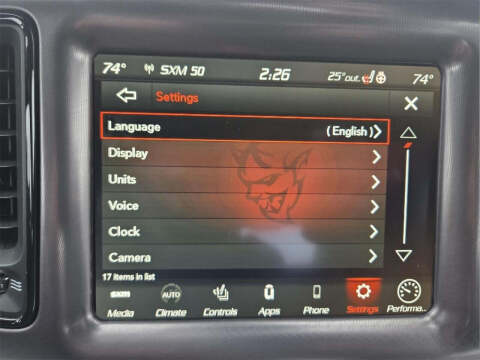 74° SXM 50 2:26 25°out. 74°
Settings
Language (English)
Display
Units
Voice
Clock
Camera
17 items in list
sxm AUTO
Media Climate Controls Apps Phone Settings Performa..